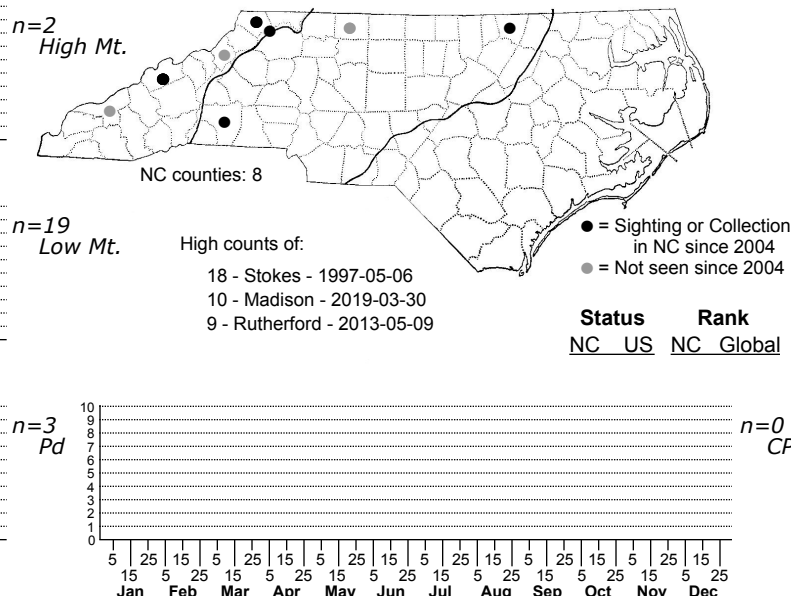 n=2
High Mt.
NC counties: 8
n=19
Low Mt.
High counts of:
18 - Stokes - 1997-05-06
10 - Madison - 2019-03-30
9 - Rutherford - 2013-05-09
● = Sighting or Collection
in NC since 2004
● = Not seen since 2004
Status Rank
NC US NC Global
n=3
Pd
10
9
8
7
6
5
4
3
2
1
0
n=0
CP
5 25 15 5 25 15 5 25 15 5 25 15 5 25 15 5 25 15
15 5 25 15 5 25 15 5 25 15 5 25 15 5 25 15 5 25
Jan Feb Mar Apr May Jun Jul Aug Sep Oct Nov Dec